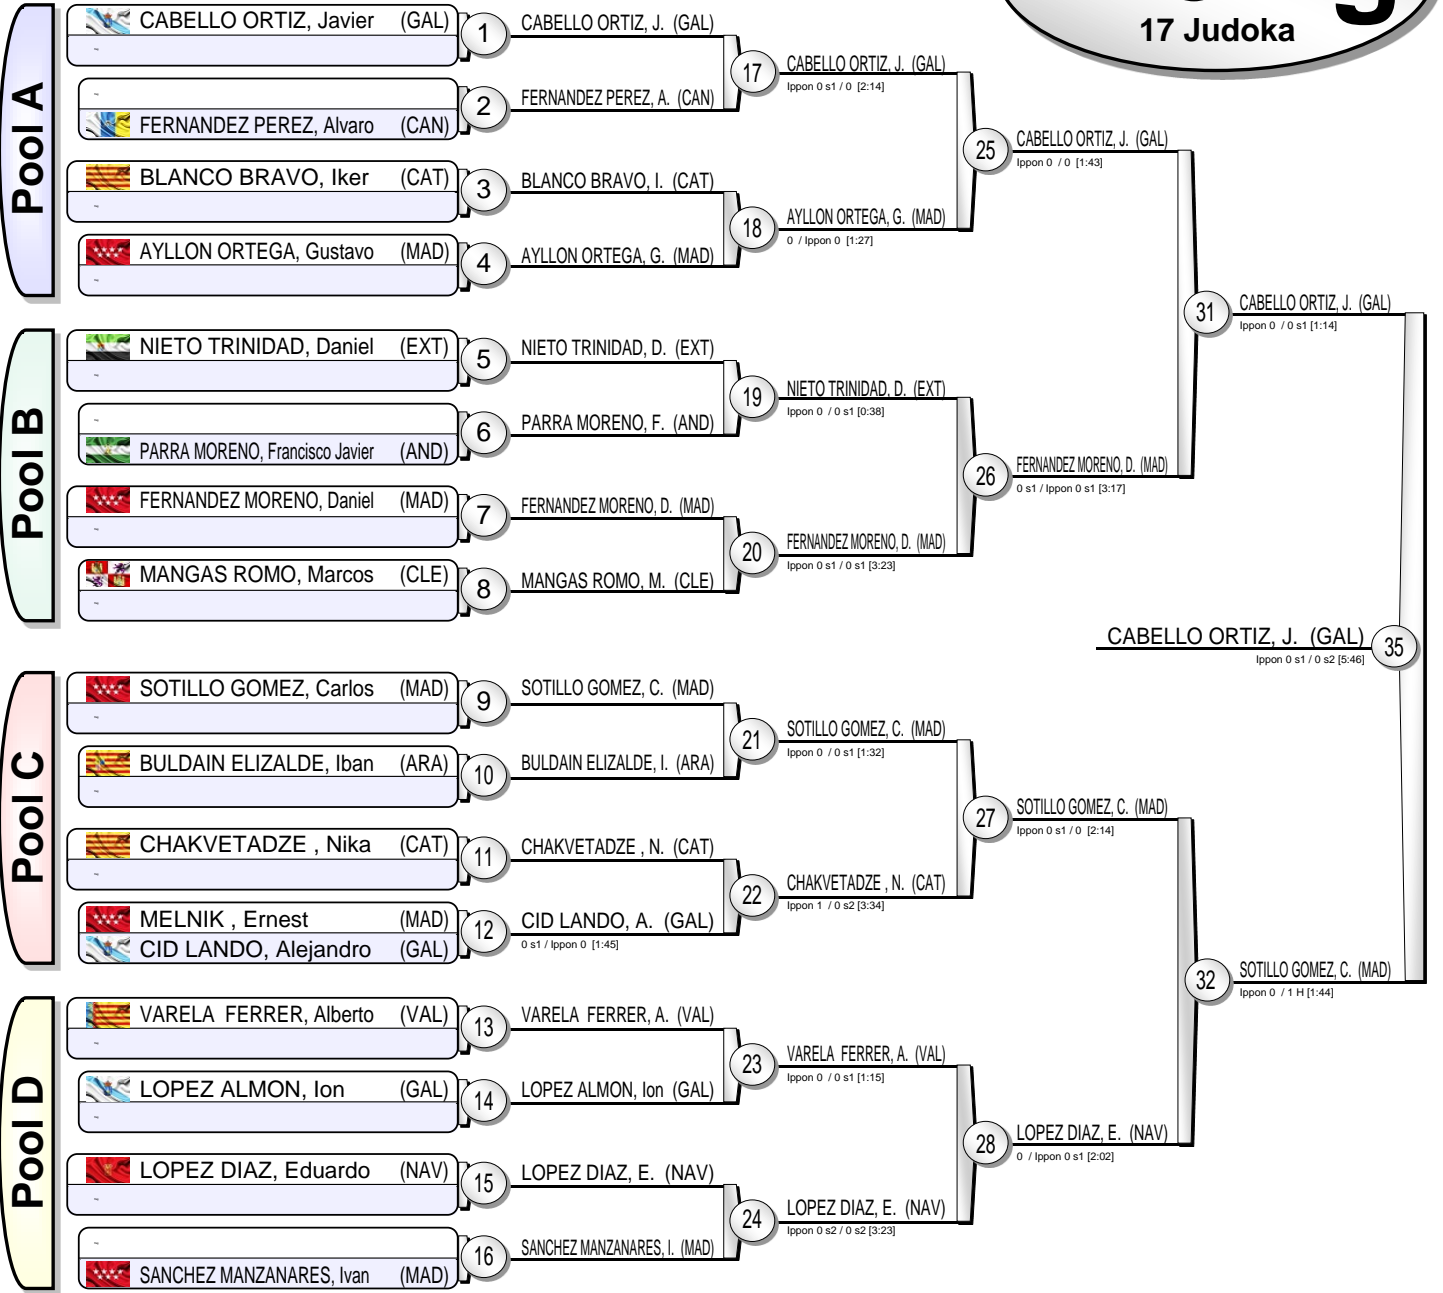 17 Judoka
Pool A
CABELLO ORTIZ, Javier (GAL)
1
FERNANDEZ PEREZ, Alvaro (CAN)
2
BLANCO BRAVO, Iker (CAT)
3
AYLLON ORTEGA, Gustavo (MAD)
4
Pool B
NIETO TRINIDAD, Daniel (EXT)
5
PARRA MORENO, Francisco Javier (AND)
6
FERNANDEZ MORENO, Daniel (MAD)
7
MANGAS ROMO, Marcos (CLE)
8
Pool C
SOTILLO GOMEZ, Carlos (MAD)
9
BULDAIN ELIZALDE, Iban (ARA)
10
CHAKVETADZE , Nika (CAT)
11
MELNIK , Ernest (MAD)
CID LANDO, Alejandro (GAL)
12
Pool D
VARELA FERRER, Alberto (VAL)
13
LOPEZ ALMON, Ion (GAL)
14
LOPEZ DIAZ, Eduardo (NAV)
15
SANCHEZ MANZANARES, Ivan (MAD)
16
CABELLO ORTIZ, J. (GAL)
FERNANDEZ PEREZ, A. (CAN)
17
BLANCO BRAVO, I. (CAT)
AYLLON ORTEGA, G. (MAD)
18
NIETO TRINIDAD, D. (EXT)
PARRA MORENO, F. (AND)
19
FERNANDEZ MORENO, D. (MAD)
MANGAS ROMO, M. (CLE)
20
SOTILLO GOMEZ, C. (MAD)
BULDAIN ELIZALDE, I. (ARA)
21
CHAKVETADZE , N. (CAT)
CID LANDO, A. (GAL)
0 s1 / Ippon 0 [1:45]
22
VARELA FERRER, A. (VAL)
LOPEZ ALMON, Ion (GAL)
23
LOPEZ DIAZ, E. (NAV)
SANCHEZ MANZANARES, I. (MAD)
24
CABELLO ORTIZ, J. (GAL)
Ippon 0 s1 / 0 [2:14]
AYLLON ORTEGA, G. (MAD)
0 / Ippon 0 [1:27]
25
NIETO TRINIDAD, D. (EXT)
Ippon 0 / 0 s1 [0:38]
FERNANDEZ MORENO, D. (MAD)
Ippon 0 s1 / 0 s1 [3:23]
26
SOTILLO GOMEZ, C. (MAD)
Ippon 0 / 0 s1 [1:32]
CHAKVETADZE , N. (CAT)
Ippon 1 / 0 s2 [3:34]
27
VARELA FERRER, A. (VAL)
Ippon 0 / 0 s1 [1:15]
LOPEZ DIAZ, E. (NAV)
Ippon 0 s2 / 0 s2 [3:23]
28
CABELLO ORTIZ, J. (GAL)
Ippon 0 / 0 [1:43]
FERNANDEZ MORENO, D. (MAD)
0 s1 / Ippon 0 s1 [3:17]
31
SOTILLO GOMEZ, C. (MAD)
Ippon 0 s1 / 0 [2:14]
LOPEZ DIAZ, E. (NAV)
0 / Ippon 0 s1 [2:02]
32
CABELLO ORTIZ, J. (GAL)
Ippon 0 / 0 s1 [1:14]
SOTILLO GOMEZ, C. (MAD)
Ippon 0 / 1 H [1:44]
CABELLO ORTIZ, J. (GAL)
Ippon 0 s1 / 0 s2 [5:46]
35